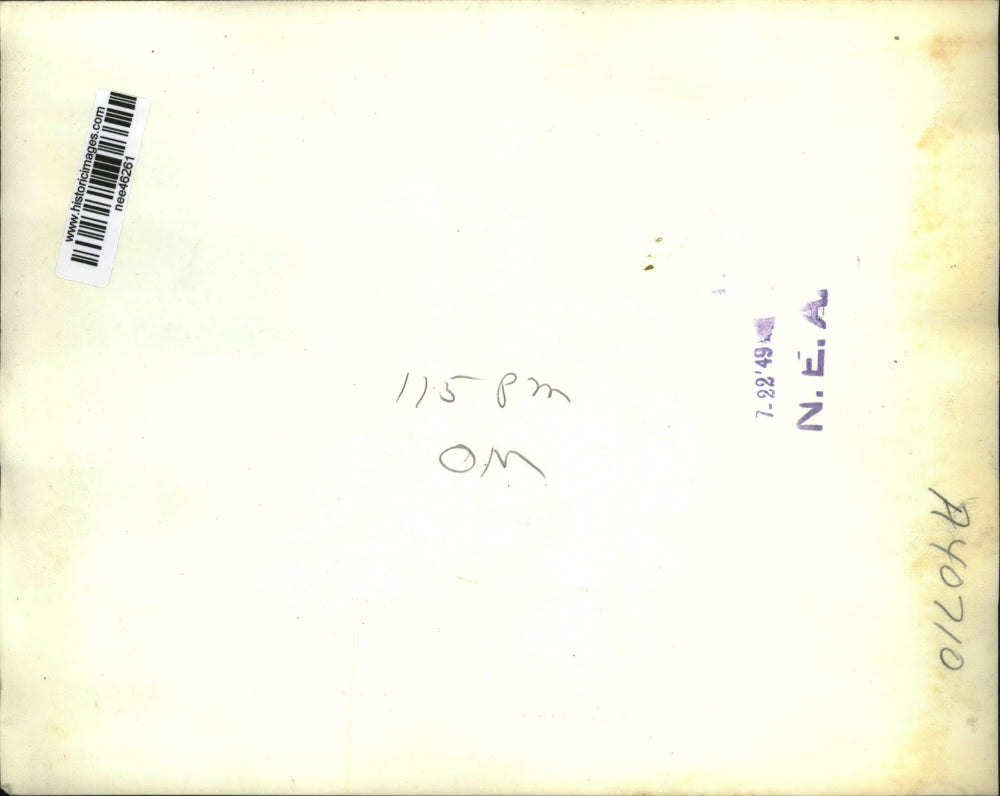 www.historicimages.com
nee46261
115 pm
OM
7-22'49
N. E. A.
A40710